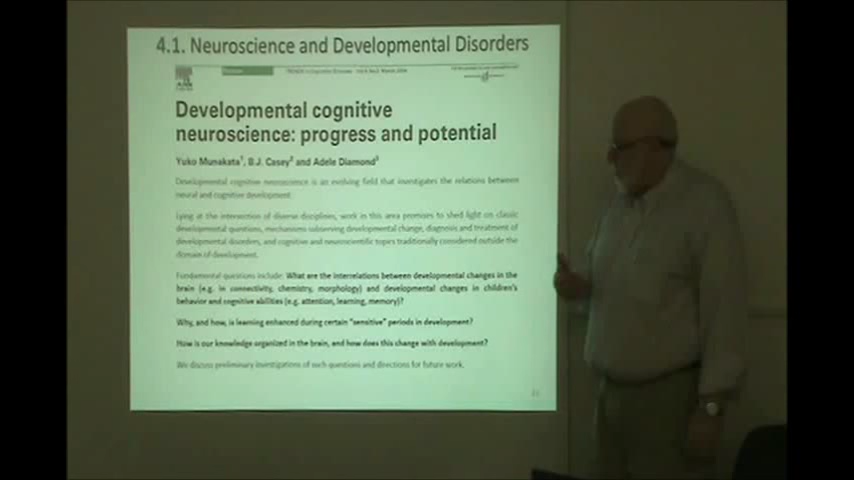 4.1. Neuroscience and Developmental Disorders
Developmental cognitive
neuroscience: progress and potential
Yuko Munakata1, B.J. Casey2 and Adele Diamond3
Developmental cognitive neuroscience is an evolving field that investigates the relations between
neural and cognitive development.
Lying at the intersection of diverse disciplines, work in this area promises to shed light on classic
developmental questions, mechanisms subserving developmental change, diagnosis and treatment of
developmental disorders, and cognitive and neuroscientific topics traditionally considered outside the
domain of development.
Fundamental questions include: What are the interrelations between developmental changes in the
brain (e.g. in connectivity, chemistry, morphology) and developmental changes in children's
behavior and cognitive abilities (e.g. attention, learning, memory)?
Why, and how, is learning enhanced during certain "sensitive" periods in development?
How is our knowledge organized in the brain, and how does this change with development?
We discuss preliminary investigations of such questions and directions for future work.